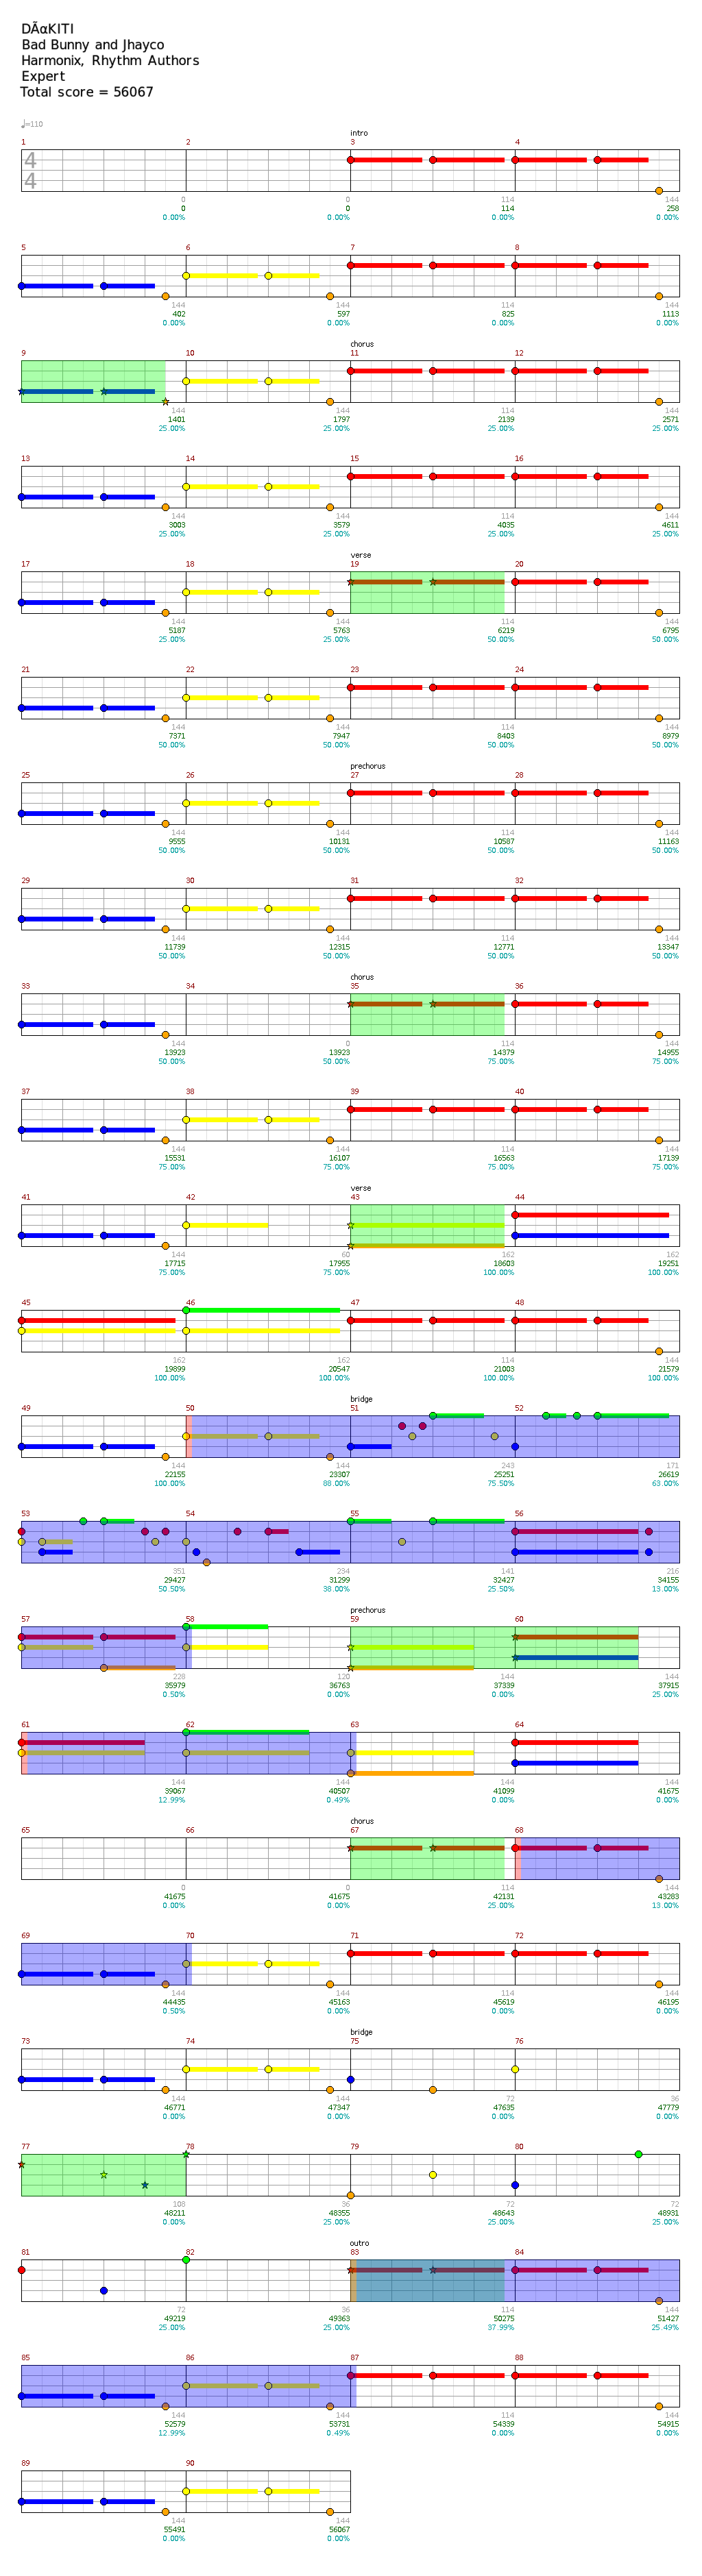 DÃαKITI
Bad Bunny and Jhayco
Harmonix, Rhythm Authors
Expert
Total score = 56067
♩=110
intro
1 2 3 4
4
4
0 0 114 144
0 0 114 258
0.00% 0.00% 0.00% 0.00%
5 6 7 8
144 144 114 144
402 597 825 1113
0.00% 0.00% 0.00% 0.00%
chorus
9 10 11 12
144 144 114 144
1401 1797 2139 2571
25.00% 25.00% 25.00% 25.00%
13 14 15 16
144 144 114 144
3003 3579 4035 4611
25.00% 25.00% 25.00% 25.00%
verse
17 18 19 20
144 144 114 144
5187 5763 6219 6795
25.00% 25.00% 50.00% 50.00%
21 22 23 24
144 144 114 144
7371 7947 8403 8979
50.00% 50.00% 50.00% 50.00%
prechorus
25 26 27 28
144 144 114 144
9555 10131 10587 11163
50.00% 50.00% 50.00% 50.00%
29 30 31 32
144 144 114 144
11739 12315 12771 13347
50.00% 50.00% 50.00% 50.00%
chorus
33 34 35 36
144 0 114 144
13923 13923 14379 14955
50.00% 50.00% 75.00% 75.00%
37 38 39 40
144 144 114 144
15531 16107 16563 17139
75.00% 75.00% 75.00% 75.00%
verse
41 42 43 44
144 60 162 162
17715 17955 18603 19251
75.00% 75.00% 100.00% 100.00%
45 46 47 48
162 162 114 144
19899 20547 21003 21579
100.00% 100.00% 100.00% 100.00%
bridge
49 50 51 52
144 144 243 171
22155 23307 25251 26619
100.00% 88.00% 75.50% 63.00%
53 54 55 56
351 234 141 216
29427 31299 32427 34155
50.50% 38.00% 25.50% 13.00%
prechorus
57 58 59 60
228 120 144 144
35979 36763 37339 37915
0.50% 0.00% 0.00% 25.00%
61 62 63 64
144 144 144 144
39067 40507 41099 41675
12.99% 0.49% 0.00% 0.00%
chorus
65 66 67 68
0 0 114 144
41675 41675 42131 43283
0.00% 0.00% 25.00% 13.00%
69 70 71 72
144 144 114 144
44435 45163 45619 46195
0.50% 0.00% 0.00% 0.00%
bridge
73 74 75 76
144 144 72 36
46771 47347 47635 47779
0.00% 0.00% 0.00% 0.00%
77 78 79 80
108 36 72 72
48211 48355 48643 48931
0.00% 25.00% 25.00% 25.00%
outro
81 82 83 84
72 36 114 144
49219 49363 50275 51427
25.00% 25.00% 37.99% 25.49%
85 86 87 88
144 144 114 144
52579 53731 54339 54915
12.99% 0.49% 0.00% 0.00%
89 90
144 144
55491 56067
0.00% 0.00%